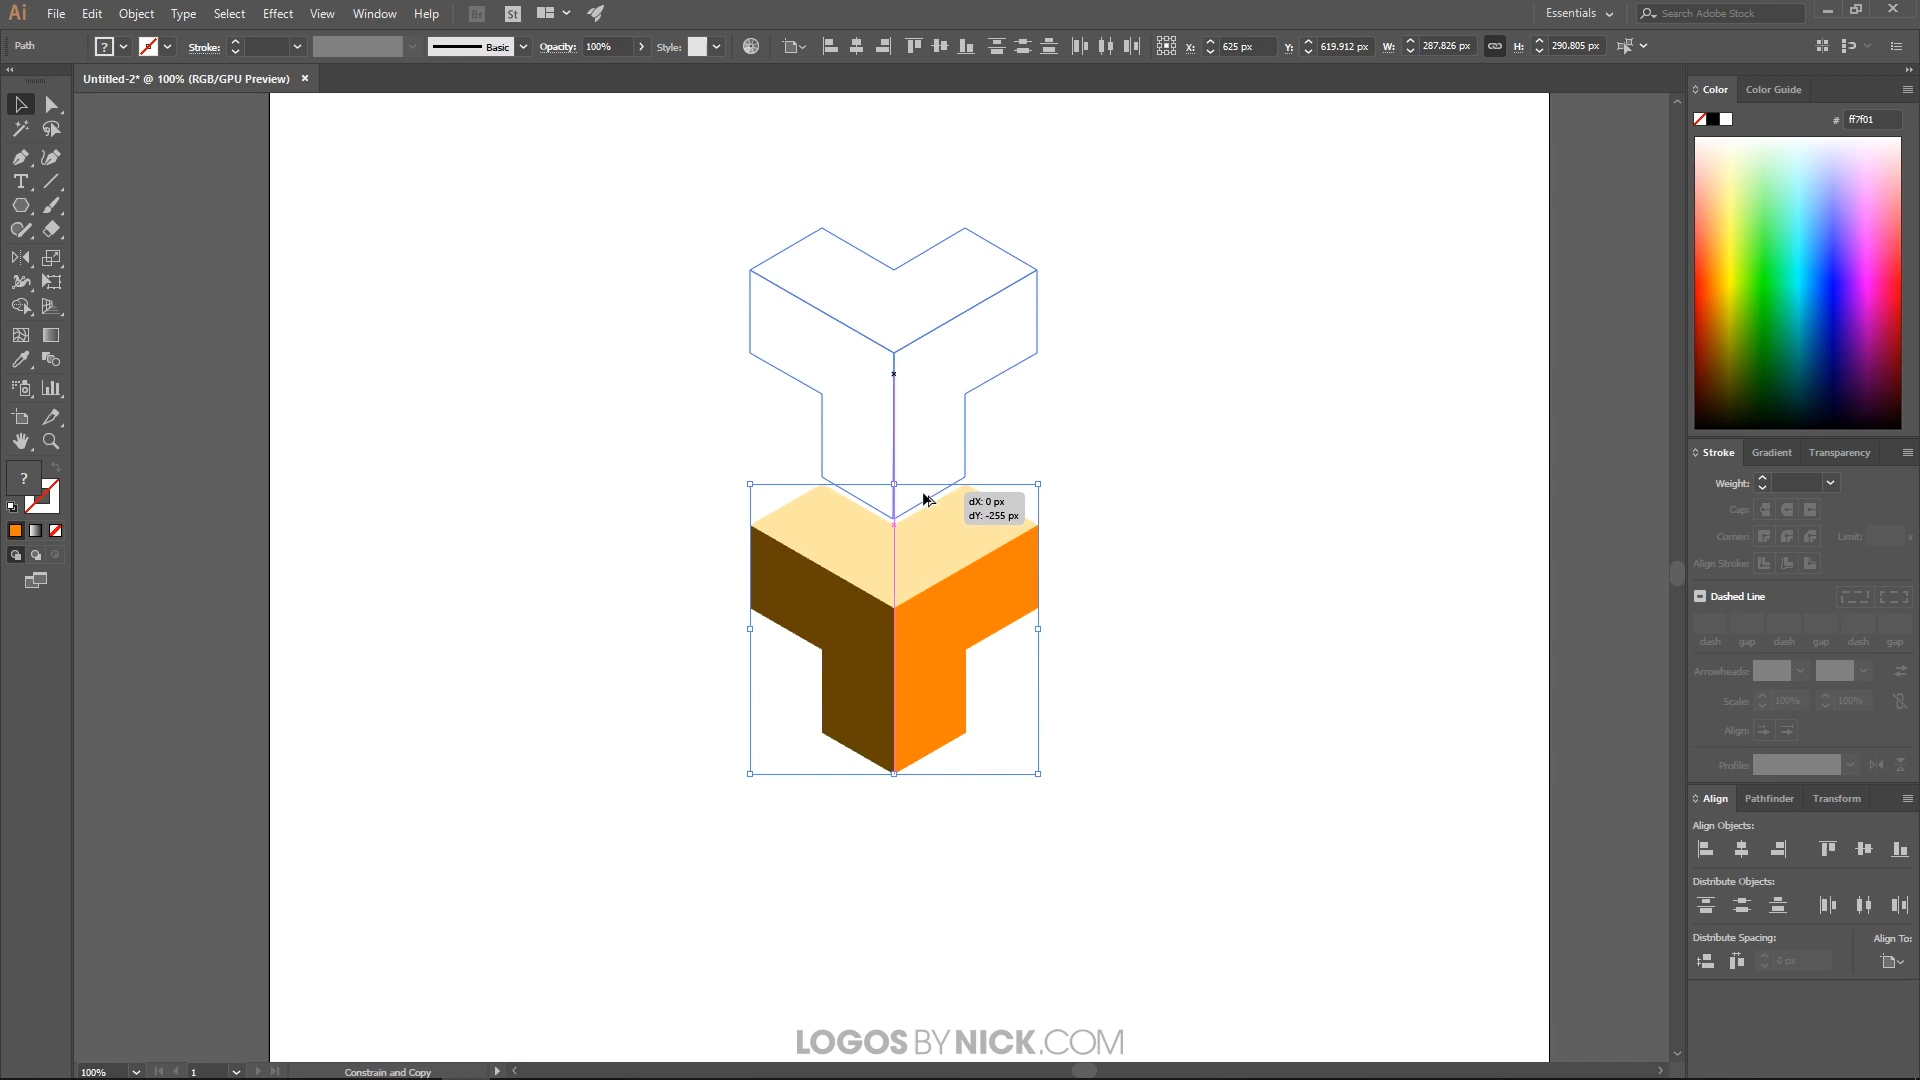 Ai File Edit Object Type Select Effect View Window Help Br St Essentials Search Adobe Stock
Path ? Stroke: Basic Opacity: 100% Style: X: 625 px Y: 619.912 px W: 287.826 px H: 290.805 px
Untitled-2* @ 100% (RGB/GPU Preview) ×
Color Color Guide
# ff7f01
?
dX: 0 px
dY: -255 px
Stroke Gradient Transparency
Weight:
Cap:
Corner: Limit: x
Align Stroke:
Dashed Line
dash gap dash gap dash gap
Arrowheads:
Scale: 100% 100%
Align:
Profile:
Align Pathfinder Transform
Align Objects:
Distribute Objects:
Distribute Spacing: Align To:
0 px
LOGOSBYNICK.COM
100% 1 Constrain and Copy